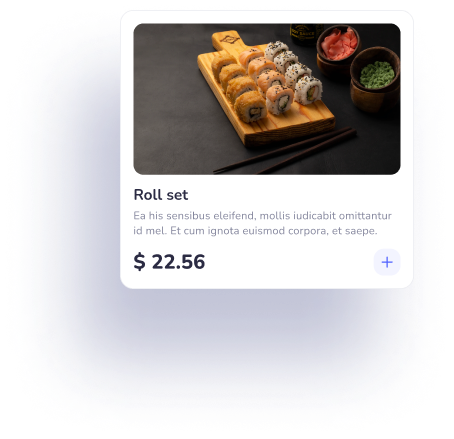 Roll set
Ea his sensibus eleifend, mollis iudicabit omittantur
id mel. Et cum ignota euismod corpora, et saepe.
$ 22.56